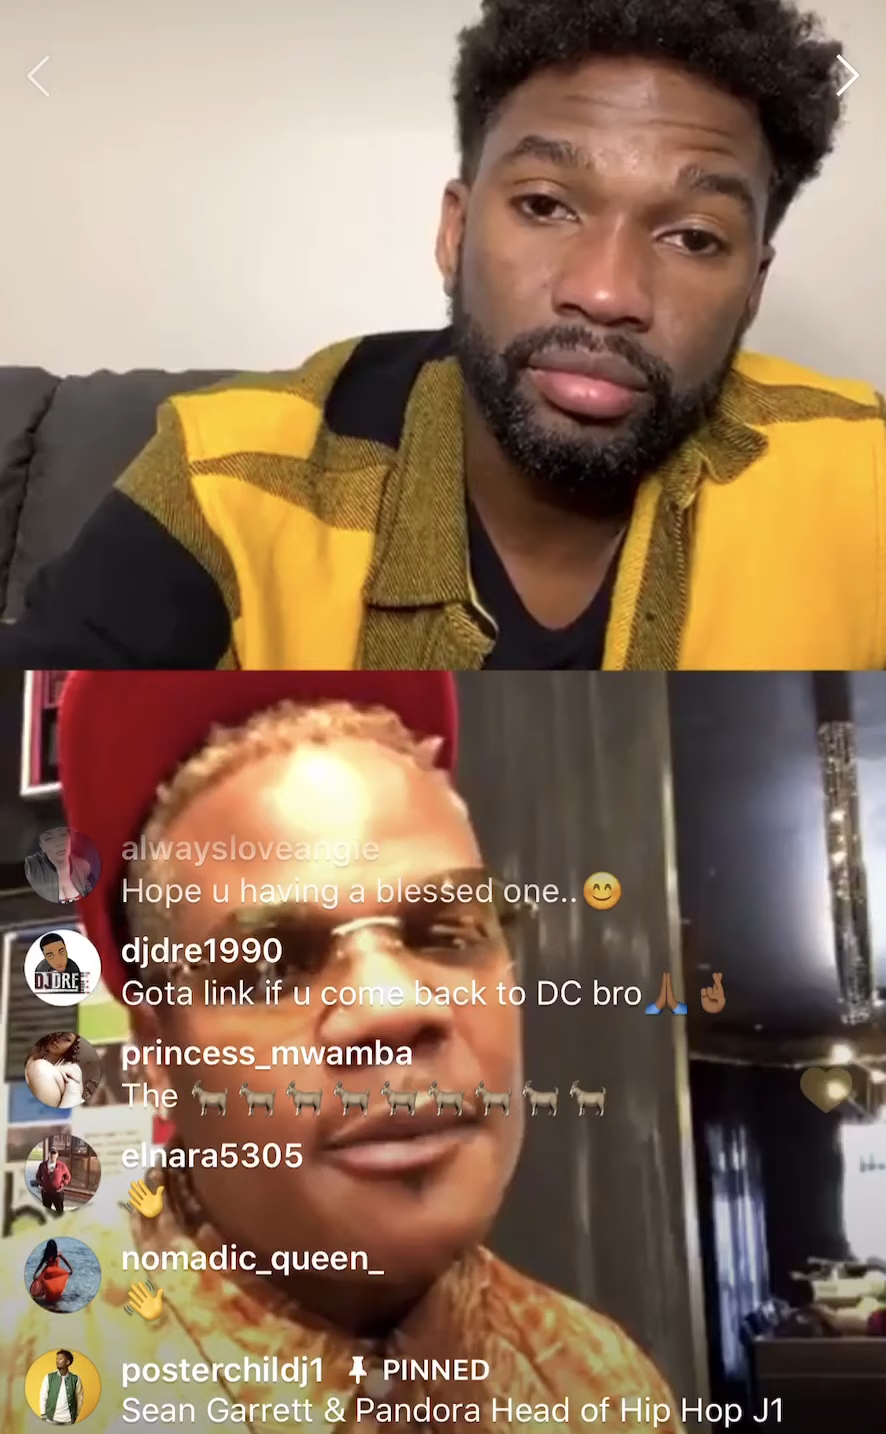 alwaysloveangie
Hope u having a blessed one..😊
djdre1990
DJDRE
Gota link if u come back to DC bro🙏🏾🤞🏾
princess_mwamba
The 🐐🐐🐐🐐🐐🐐🐐🐐🐐
elnara5305
👋
nomadic_queen_
👋
posterchildj1 📌 PINNED
Sean Garrett & Pandora Head of Hip Hop J1